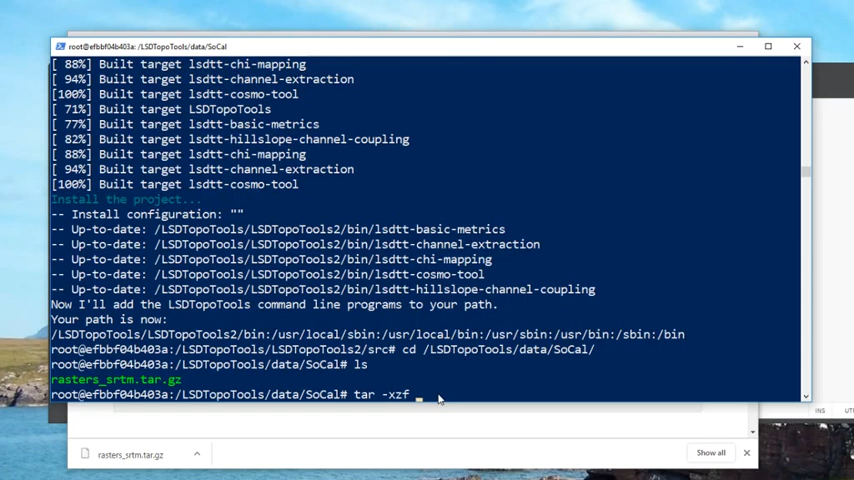 root@efbbf04b403a: /LSDTopoTools/data/SoCal
[ 88%] Built target lsdtt-chi-mapping
[ 94%] Built target lsdtt-channel-extraction
[100%] Built target lsdtt-cosmo-tool
[ 71%] Built target LSDTopoTools
[ 77%] Built target lsdtt-basic-metrics
[ 82%] Built target lsdtt-hillslope-channel-coupling
[ 88%] Built target lsdtt-chi-mapping
[ 94%] Built target lsdtt-channel-extraction
[100%] Built target lsdtt-cosmo-tool
Install the project...
-- Install configuration: ""
-- Up-to-date: /LSDTopoTools/LSDTopoTools2/bin/lsdtt-basic-metrics
-- Up-to-date: /LSDTopoTools/LSDTopoTools2/bin/lsdtt-channel-extraction
-- Up-to-date: /LSDTopoTools/LSDTopoTools2/bin/lsdtt-chi-mapping
-- Up-to-date: /LSDTopoTools/LSDTopoTools2/bin/lsdtt-cosmo-tool
-- Up-to-date: /LSDTopoTools/LSDTopoTools2/bin/lsdtt-hillslope-channel-coupling
Now I'll add the LSDTopoTools command line programs to your path.
Your path is now:
/LSDTopoTools/LSDTopoTools2/bin:/usr/local/sbin:/usr/local/bin:/usr/sbin:/usr/bin:/sbin:/bin
root@efbbf04b403a:/LSDTopoTools/LSDTopoTools2/src# cd /LSDTopoTools/data/SoCal/
root@efbbf04b403a:/LSDTopoTools/data/SoCal# ls
rasters_srtm.tar.gz
root@efbbf04b403a:/LSDTopoTools/data/SoCal# tar -xzf
INS
UT
rasters_srtm.tar.gz
Show all